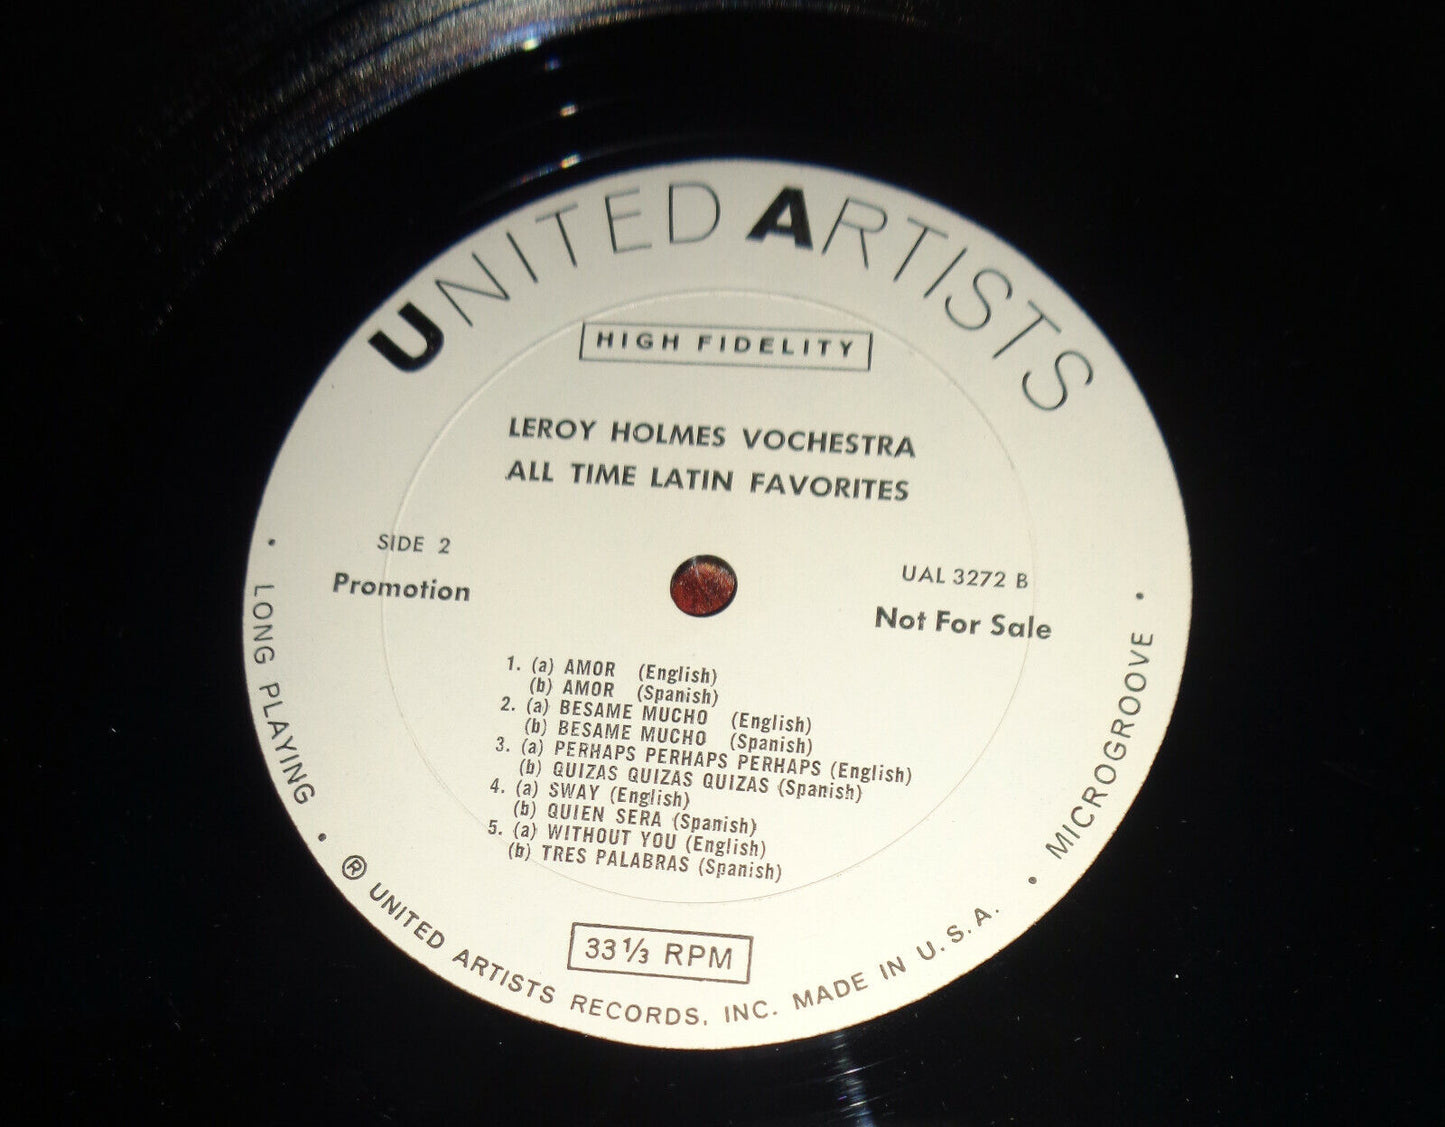 UNITED ARTISTS
HIGH FIDELITY
LEROY HOLMES VOCHESTRA
ALL TIME LATIN FAVORITES
SIDE 2
Promotion
UAL 3272 B
Not For Sale
1. (a) AMOR (English)
(b) AMOR (Spanish)
2. (a) BESAME MUCHO (English)
(b) BESAME MUCHO (Spanish)
3. (a) PERHAPS PERHAPS PERHAPS (English)
(b) QUIZAS QUIZAS QUIZAS (Spanish)
4. (a) SWAY (English)
(b) QUIEN SERA (Spanish)
5. (a) WITHOUT YOU (English)
(b) TRES PALABRAS (Spanish)
33 1/3 RPM
• LONG PLAYING • ® UNITED ARTISTS RECORDS, INC. MADE IN U.S.A. • MICROGROOVE •